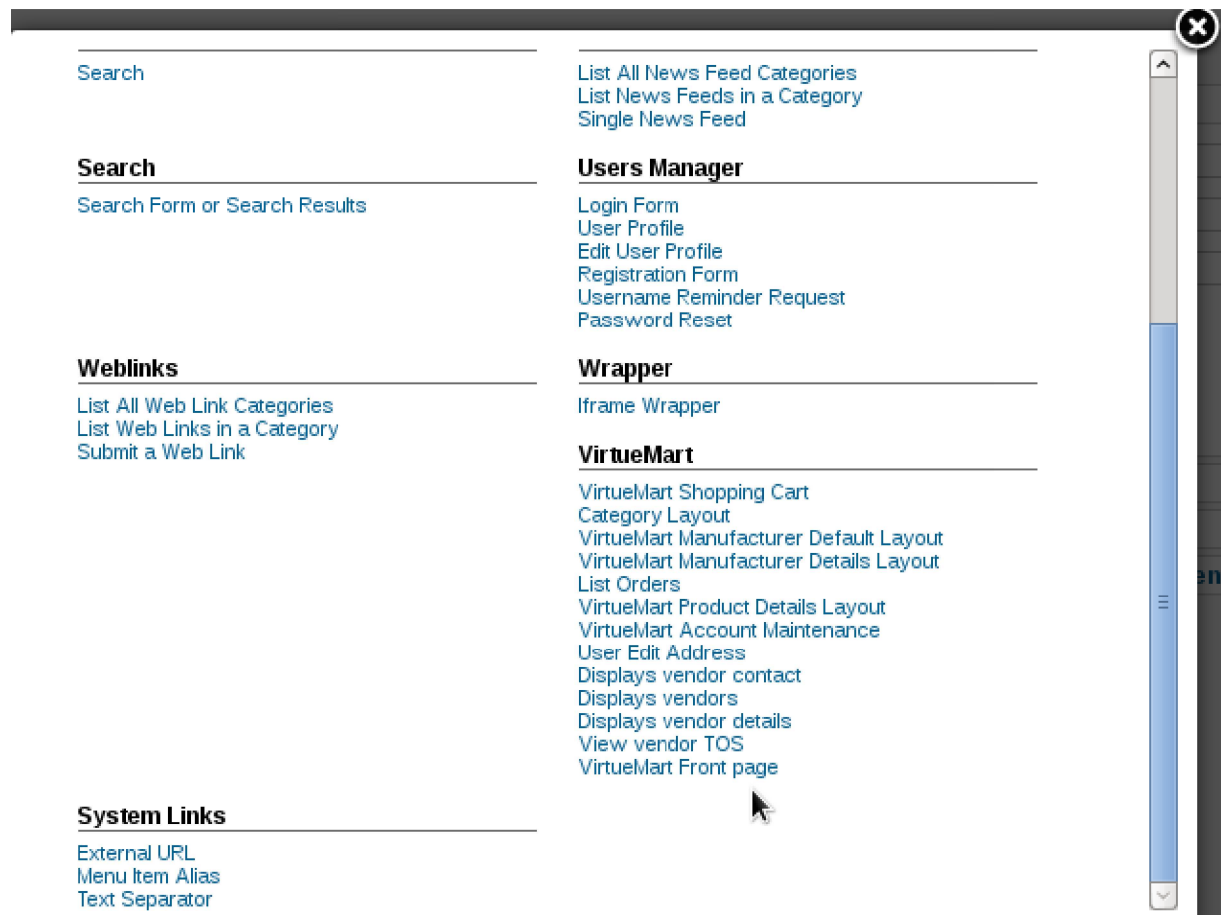 Search
List All News Feed Categories
List News Feeds in a Category
Single News Feed
Search
Search Form or Search Results
Users Manager
Login Form
User Profile
Edit User Profile
Registration Form
Username Reminder Request
Password Reset
Weblinks
List All Web Link Categories
List Web Links in a Category
Submit a Web Link
Wrapper
Iframe Wrapper
VirtueMart
VirtueMart Shopping Cart
Category Layout
VirtueMart Manufacturer Default Layout
VirtueMart Manufacturer Details Layout
List Orders
VirtueMart Product Details Layout
VirtueMart Account Maintenance
User Edit Address
Displays vendor contact
Displays vendors
Displays vendor details
View vendor TOS
VirtueMart Front page
System Links
External URL
Menu Item Alias
Text Separator